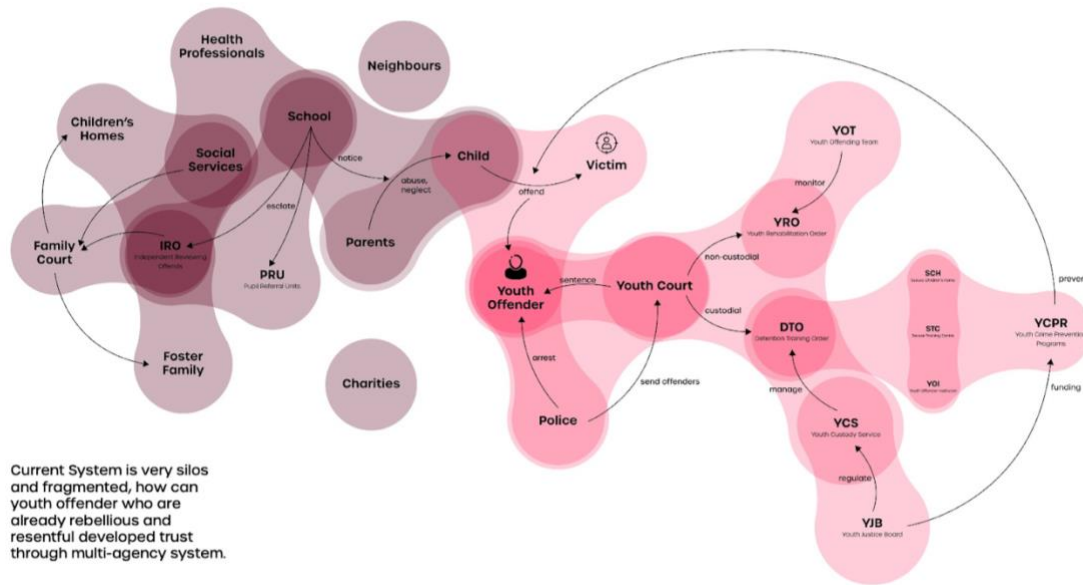 Health
Professionals
Neighbours
Children's
Homes
School
Social
Services
notice
abuse,
neglect
Child
Victim
offend
esclate
Family
Court
IRO
Independent Reviewing
PRU
Pupil Referral Units
Parents
Foster
Family
Charities
Youth
Offender
sentence
Youth Court
arrest
Police
send offenders
non-custodial
custodial
YOT
Youth Offending Team
monitor
YRO
Youth Rehabilitation Order
DTO
Detention Training Order
manage
YCS
Youth Custody Service
regulate
YJB
Youth Justice Board
SCH
STC
YOI
YCPR
Programs
preven
funding
Current System is very silos
and fragmented, how can
youth offender who are
already rebellious and
resentful developed trust
through multi-agency system.